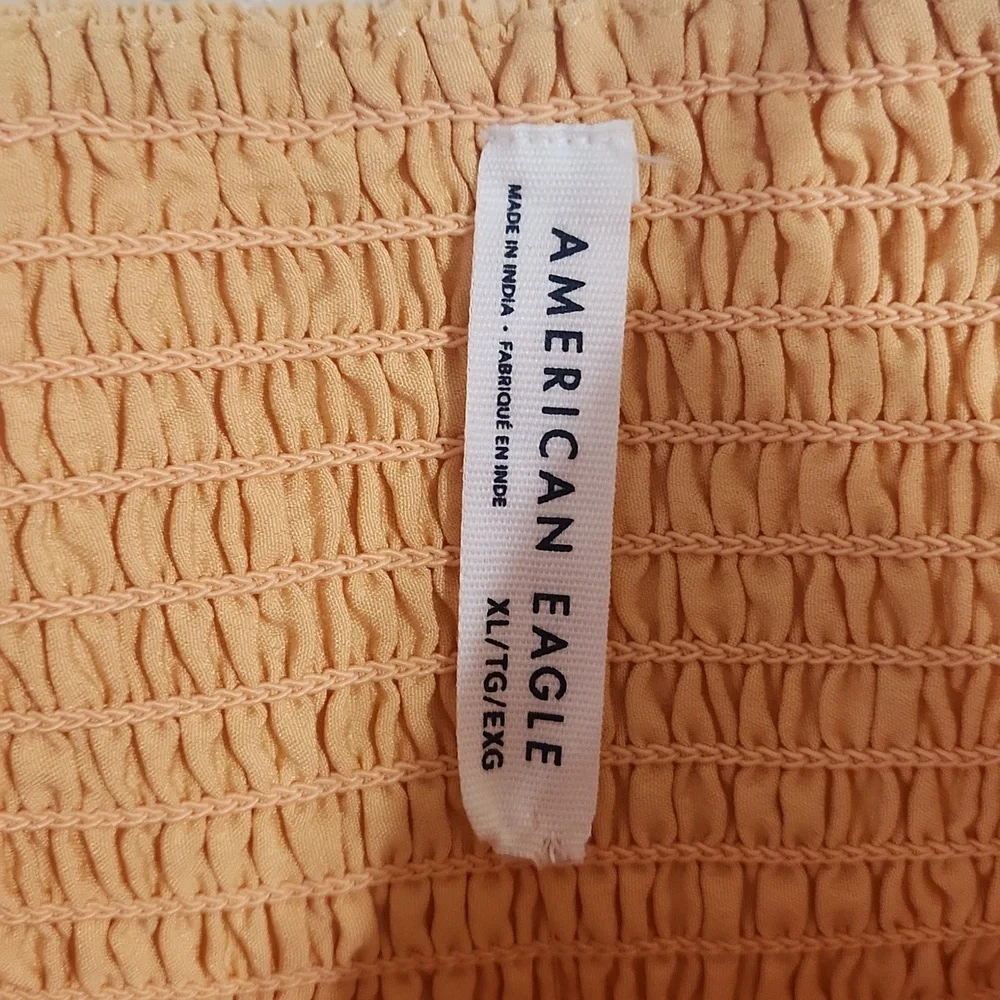 AMERICAN EAGLE
MADE IN INDIA • FABRIQUÉ EN INDE XL/TG/EXG